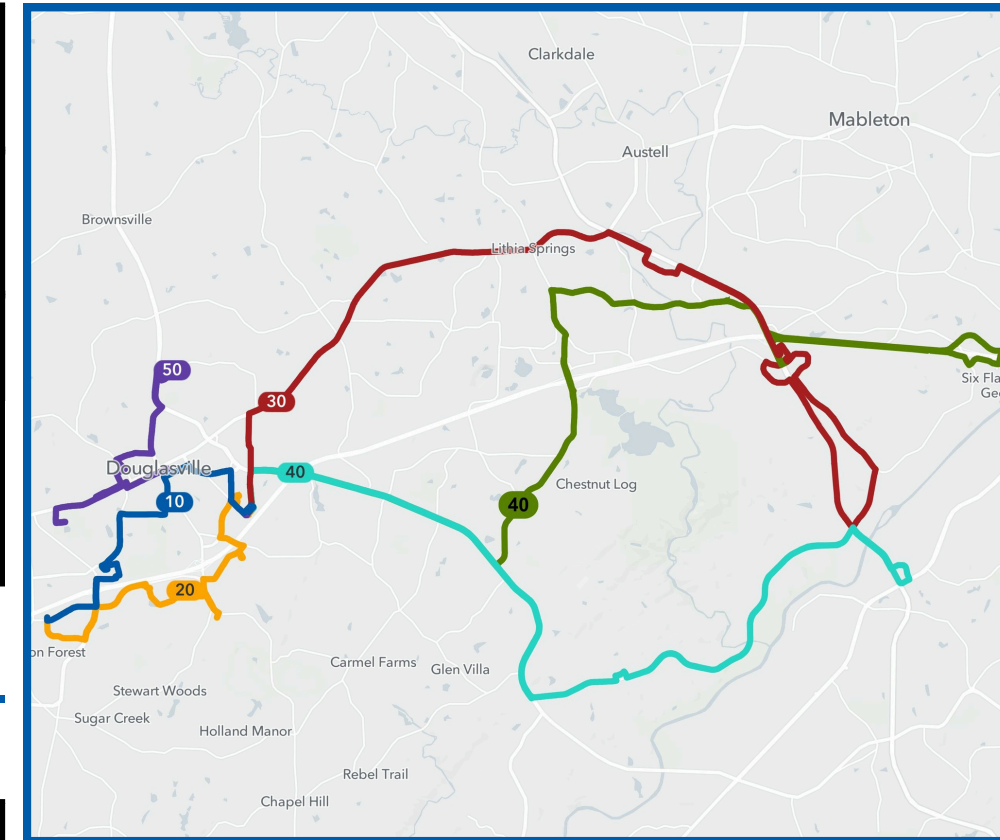 Clarkdale
Mableton
Austell
Brownsville
Lithia Springs
50
Six Fla
Geo
30
Douglasville
40
Chestnut Log
10
40
20
on Forest
Carmel Farms
Glen Villa
Stewart Woods
Sugar Creek
Holland Manor
Rebel Trail
Chapel Hill